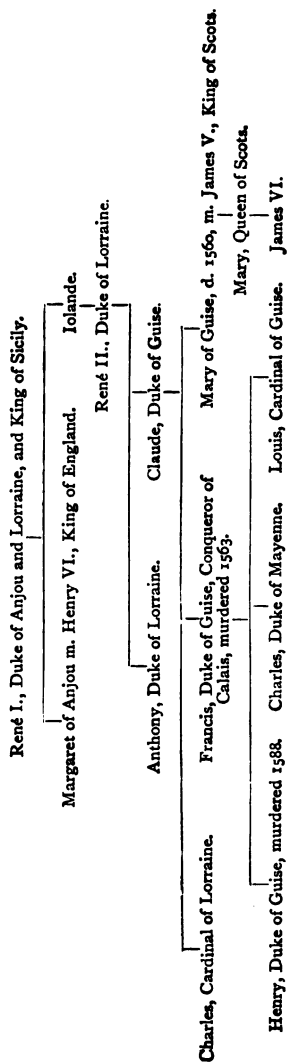 René I., Duke of Anjou and Lorraine, and King of Sicily.
Margaret of Anjou m. Henry VI., King of England. Iolande.
René II., Duke of Lorraine.
Anthony, Duke of Lorraine. Claude, Duke of Guise.
Charles, Cardinal of Lorraine. Francis, Duke of Guise, Conqueror of Mary of Guise, d. 1560, m. James V., King of Scots.
Calais, murdered 1563.
Mary, Queen of Scots.
Henry, Duke of Guise, murdered 1588. Charles, Duke of Mayenne. Louis, Cardinal of Guise. James VI.